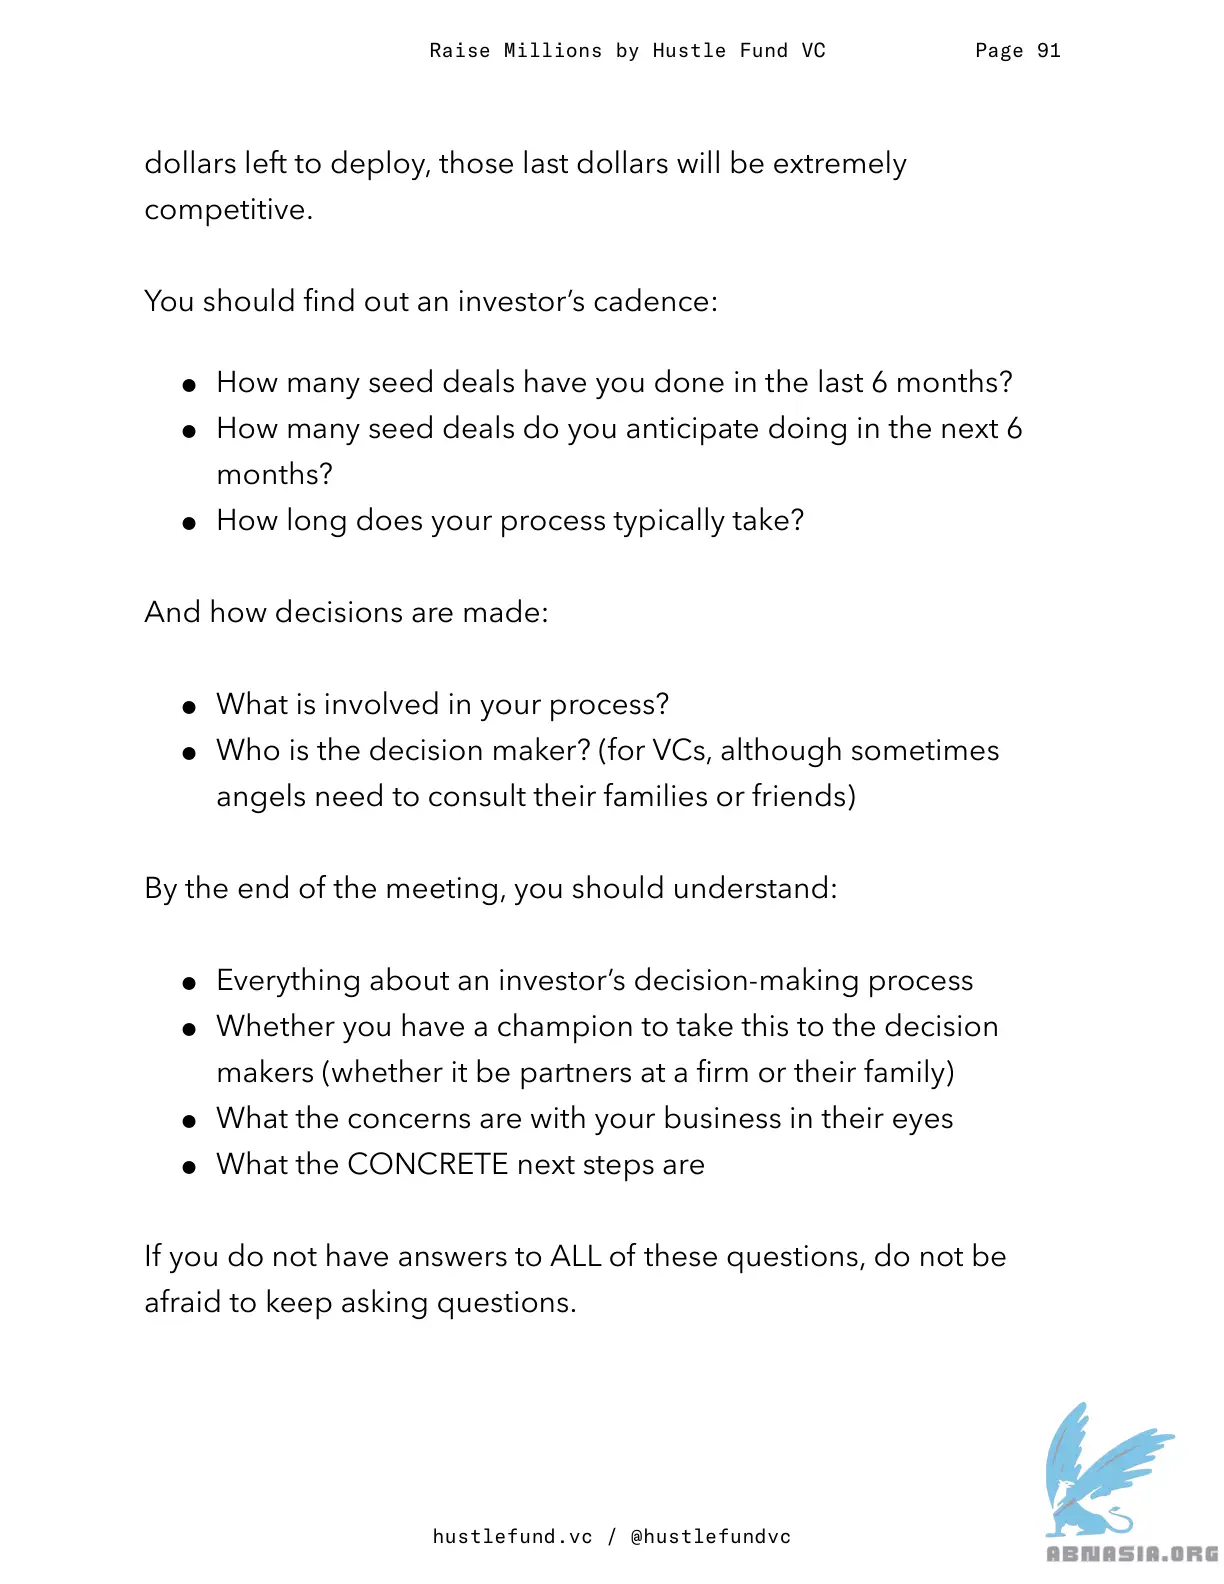 Raise Millions by Hustle Fund VC Page 91
dollars left to deploy, those last dollars will be extremely
competitive.
You should find out an investor’s cadence:
● How many seed deals have you done in the last 6 months?
● How many seed deals do you anticipate doing in the next 6
months?
● How long does your process typically take?
And how decisions are made:
● What is involved in your process?
● Who is the decision maker? (for VCs, although sometimes
angels need to consult their families or friends)
By the end of the meeting, you should understand:
● Everything about an investor’s decision-making process
● Whether you have a champion to take this to the decision
makers (whether it be partners at a firm or their family)
● What the concerns are with your business in their eyes
● What the CONCRETE next steps are
If you do not have answers to ALL of these questions, do not be
afraid to keep asking questions.
hustlefund.vc / @hustlefundvc
ABNASIA.ORG